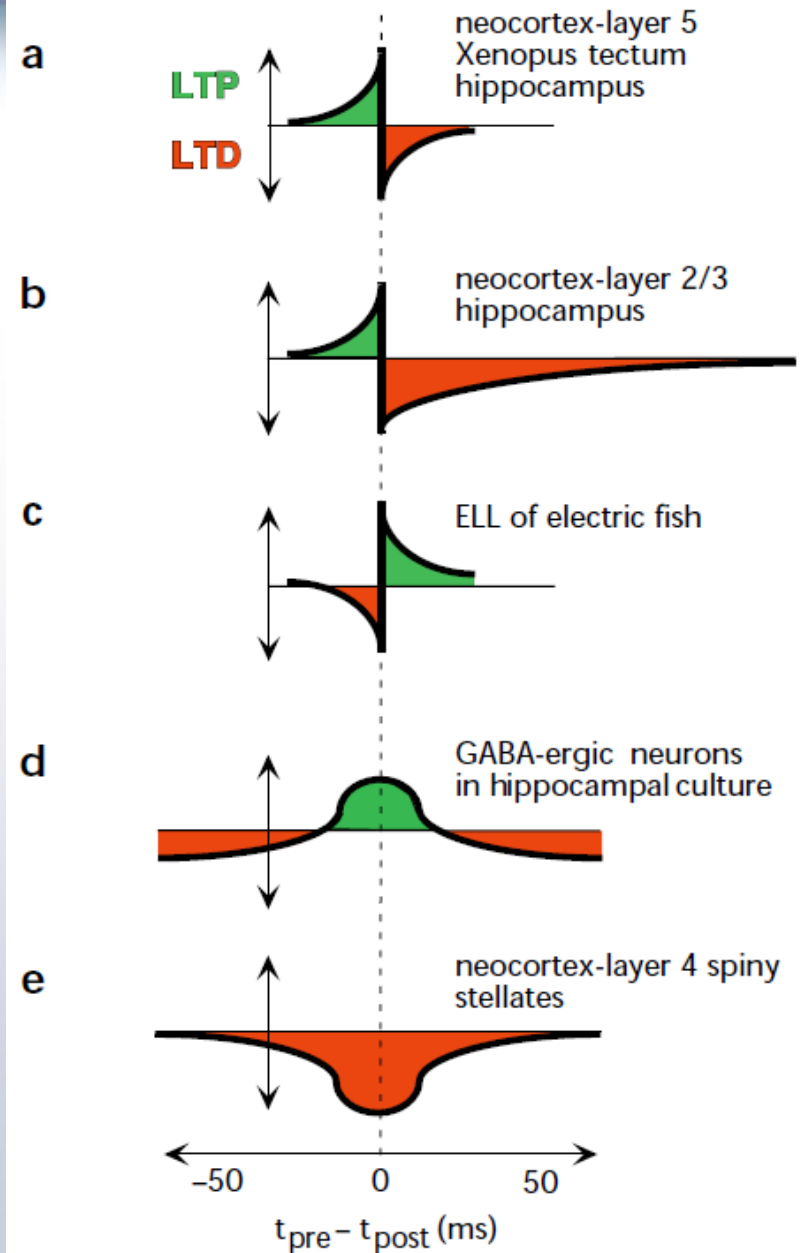 a
neocortex-layer 5
Xenopus tectum
hippocampus
LTP
LTD
b
neocortex-layer 2/3
hippocampus
c
ELL of electric fish
d
GABA-ergic neurons
in hippocampal culture
e
neocortex-layer 4 spiny
stellates
–50 0 50
tpre – tpost (ms)